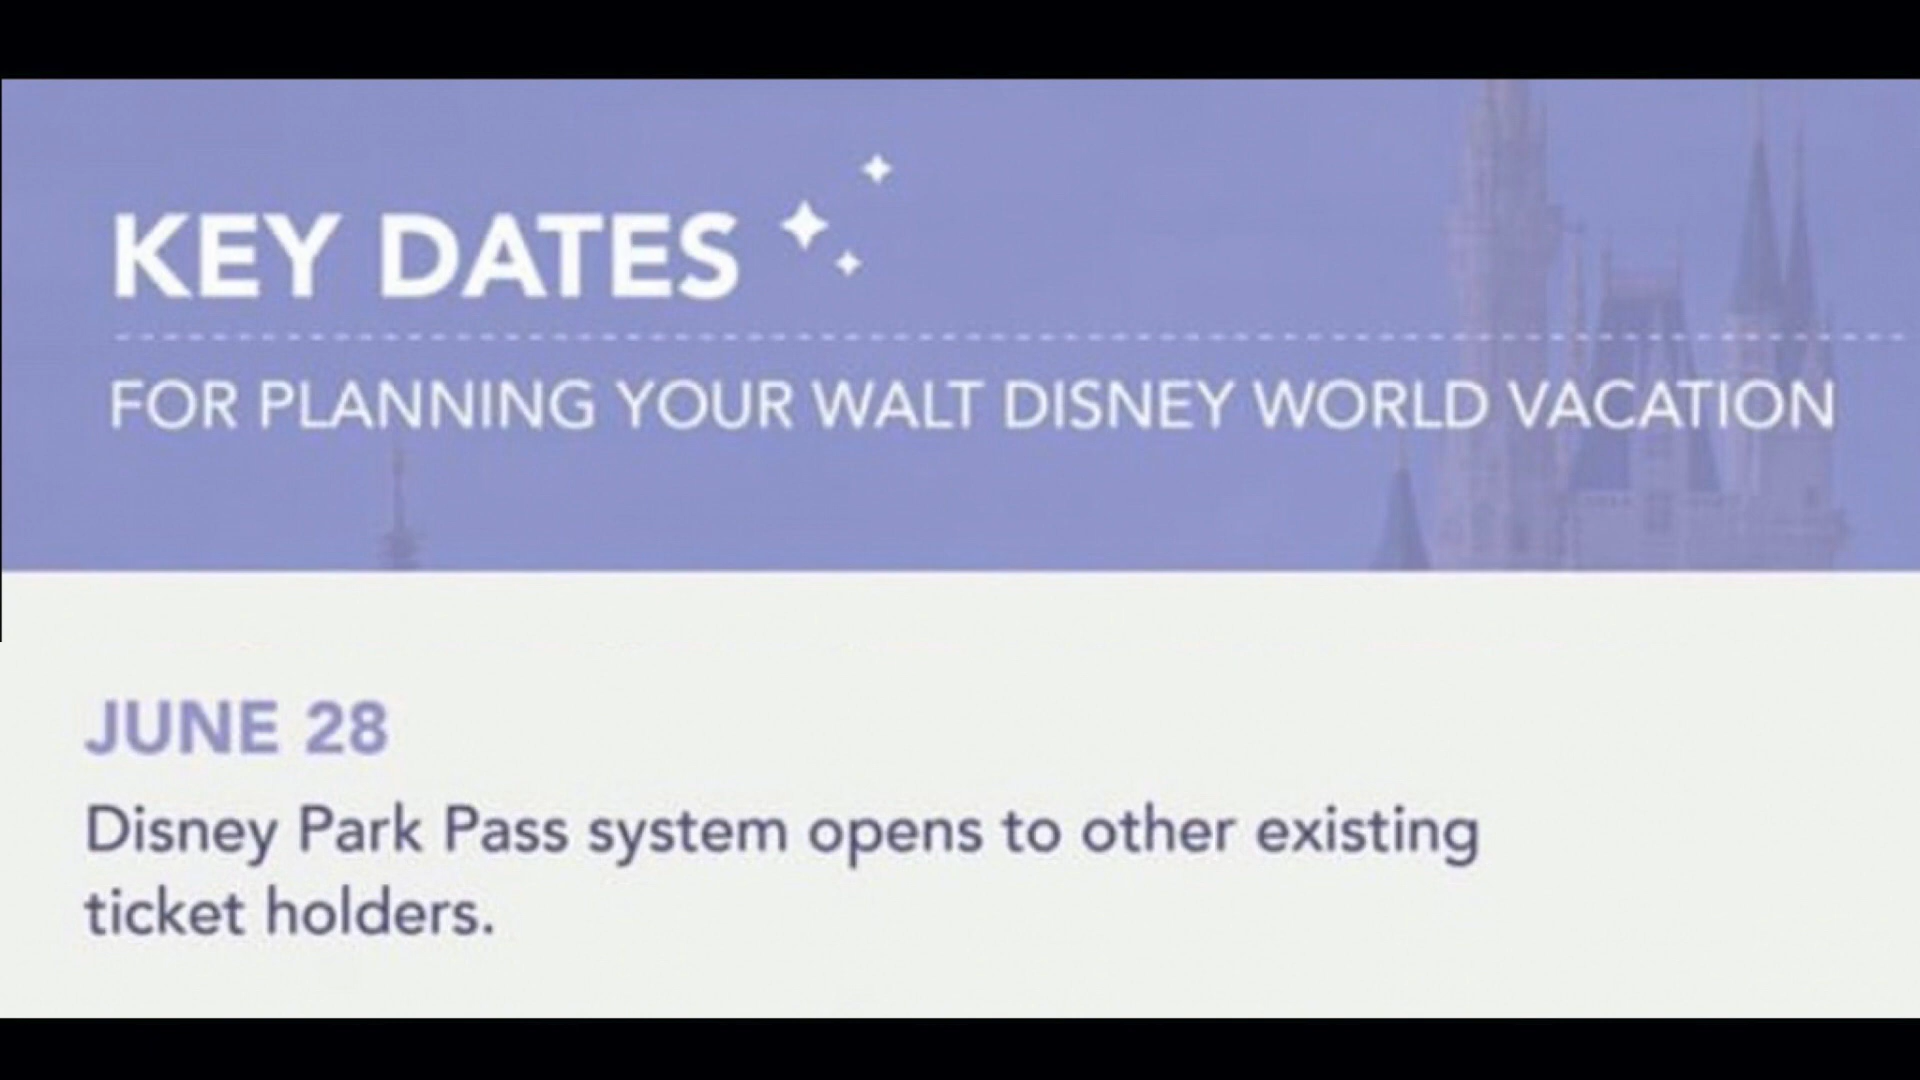 KEY DATES
FOR PLANNING YOUR WALT DISNEY WORLD VACATION
JUNE 28
Disney Park Pass system opens to other existing
ticket holders.